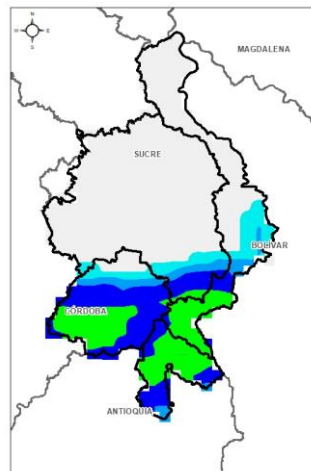 N
W E
S
MAGDALENA
SUCRE
BOLIVAR
CORDOBA
ANTIOQUIA